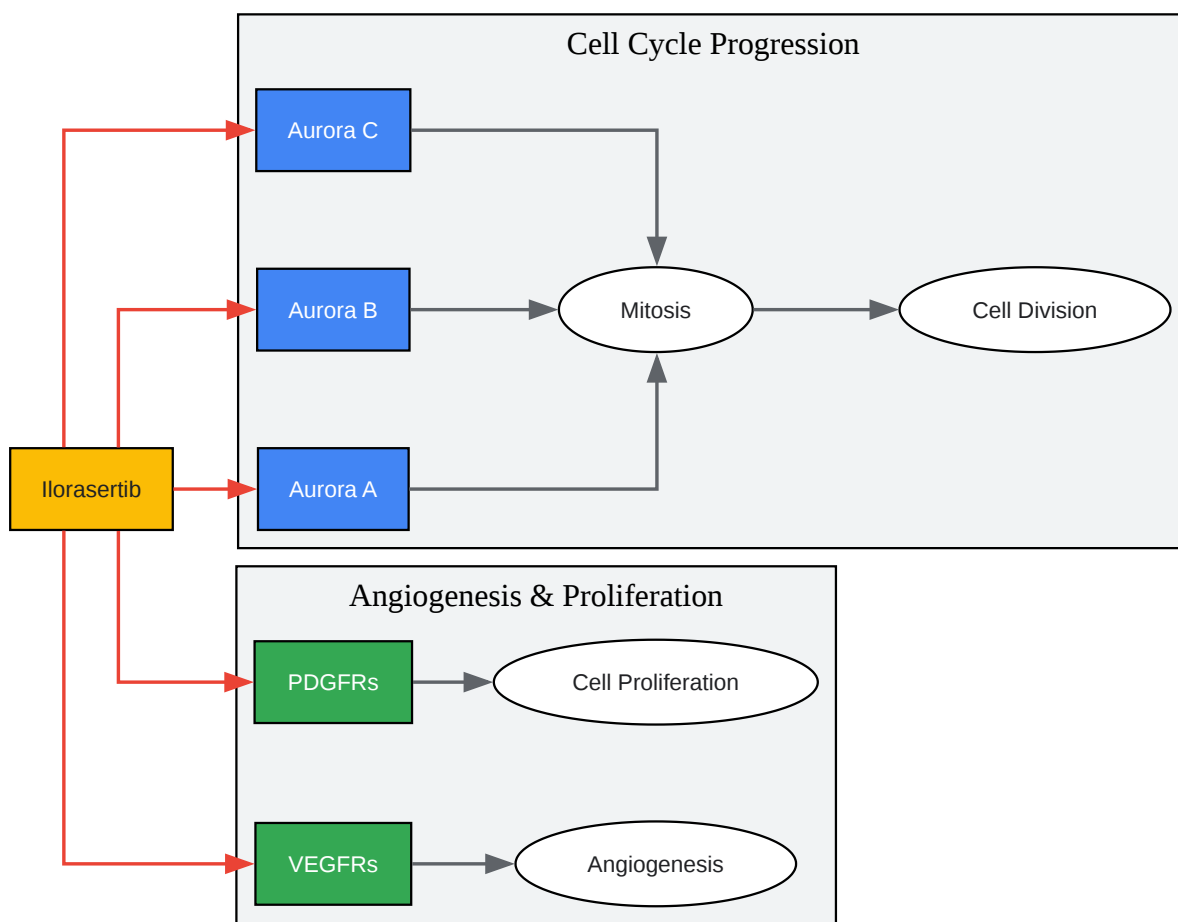 Cell Cycle Progression
Aurora C
Aurora B
Mitosis
Cell Division
Ilorasertib
Aurora A
Angiogenesis & Proliferation
PDGFRs
Cell Proliferation
VEGFRs
Angiogenesis